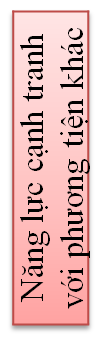 Năng lực cạnh tranh
với phương tiện khác